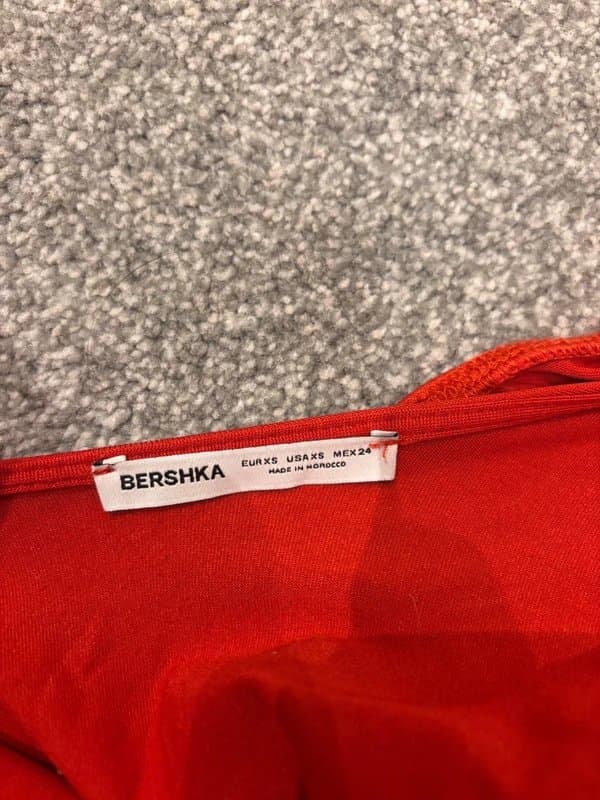 BERSHKA
EUR XS USA XS MEX 24
MADE IN MOROCCO